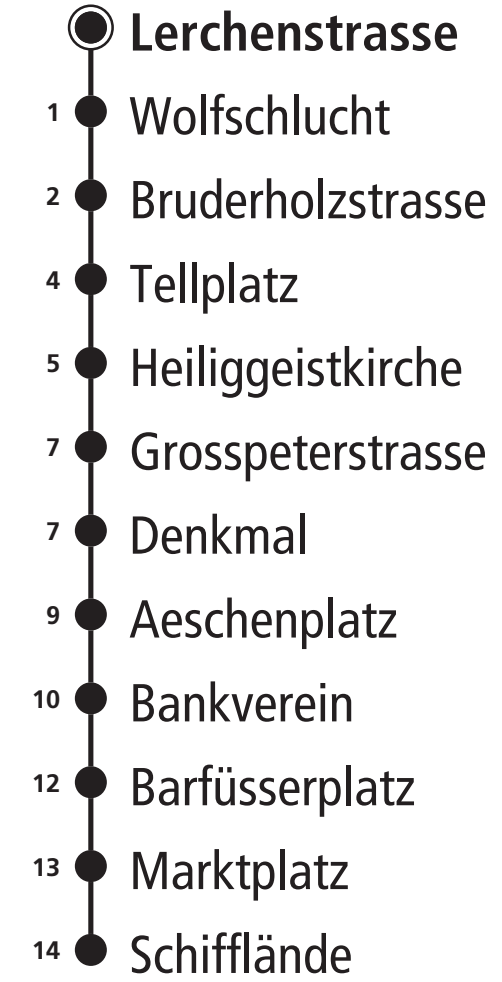 Lerchenstrasse
1 Wolfschlucht
2 Bruderholzstrasse
4 Tellplatz
5 Heiliggeistkirche
7 Grosspeterstrasse
7 Denkmal
9 Aeschenplatz
10 Bankverein
12 Barfüsserplatz
13 Marktplatz
14 Schifflände